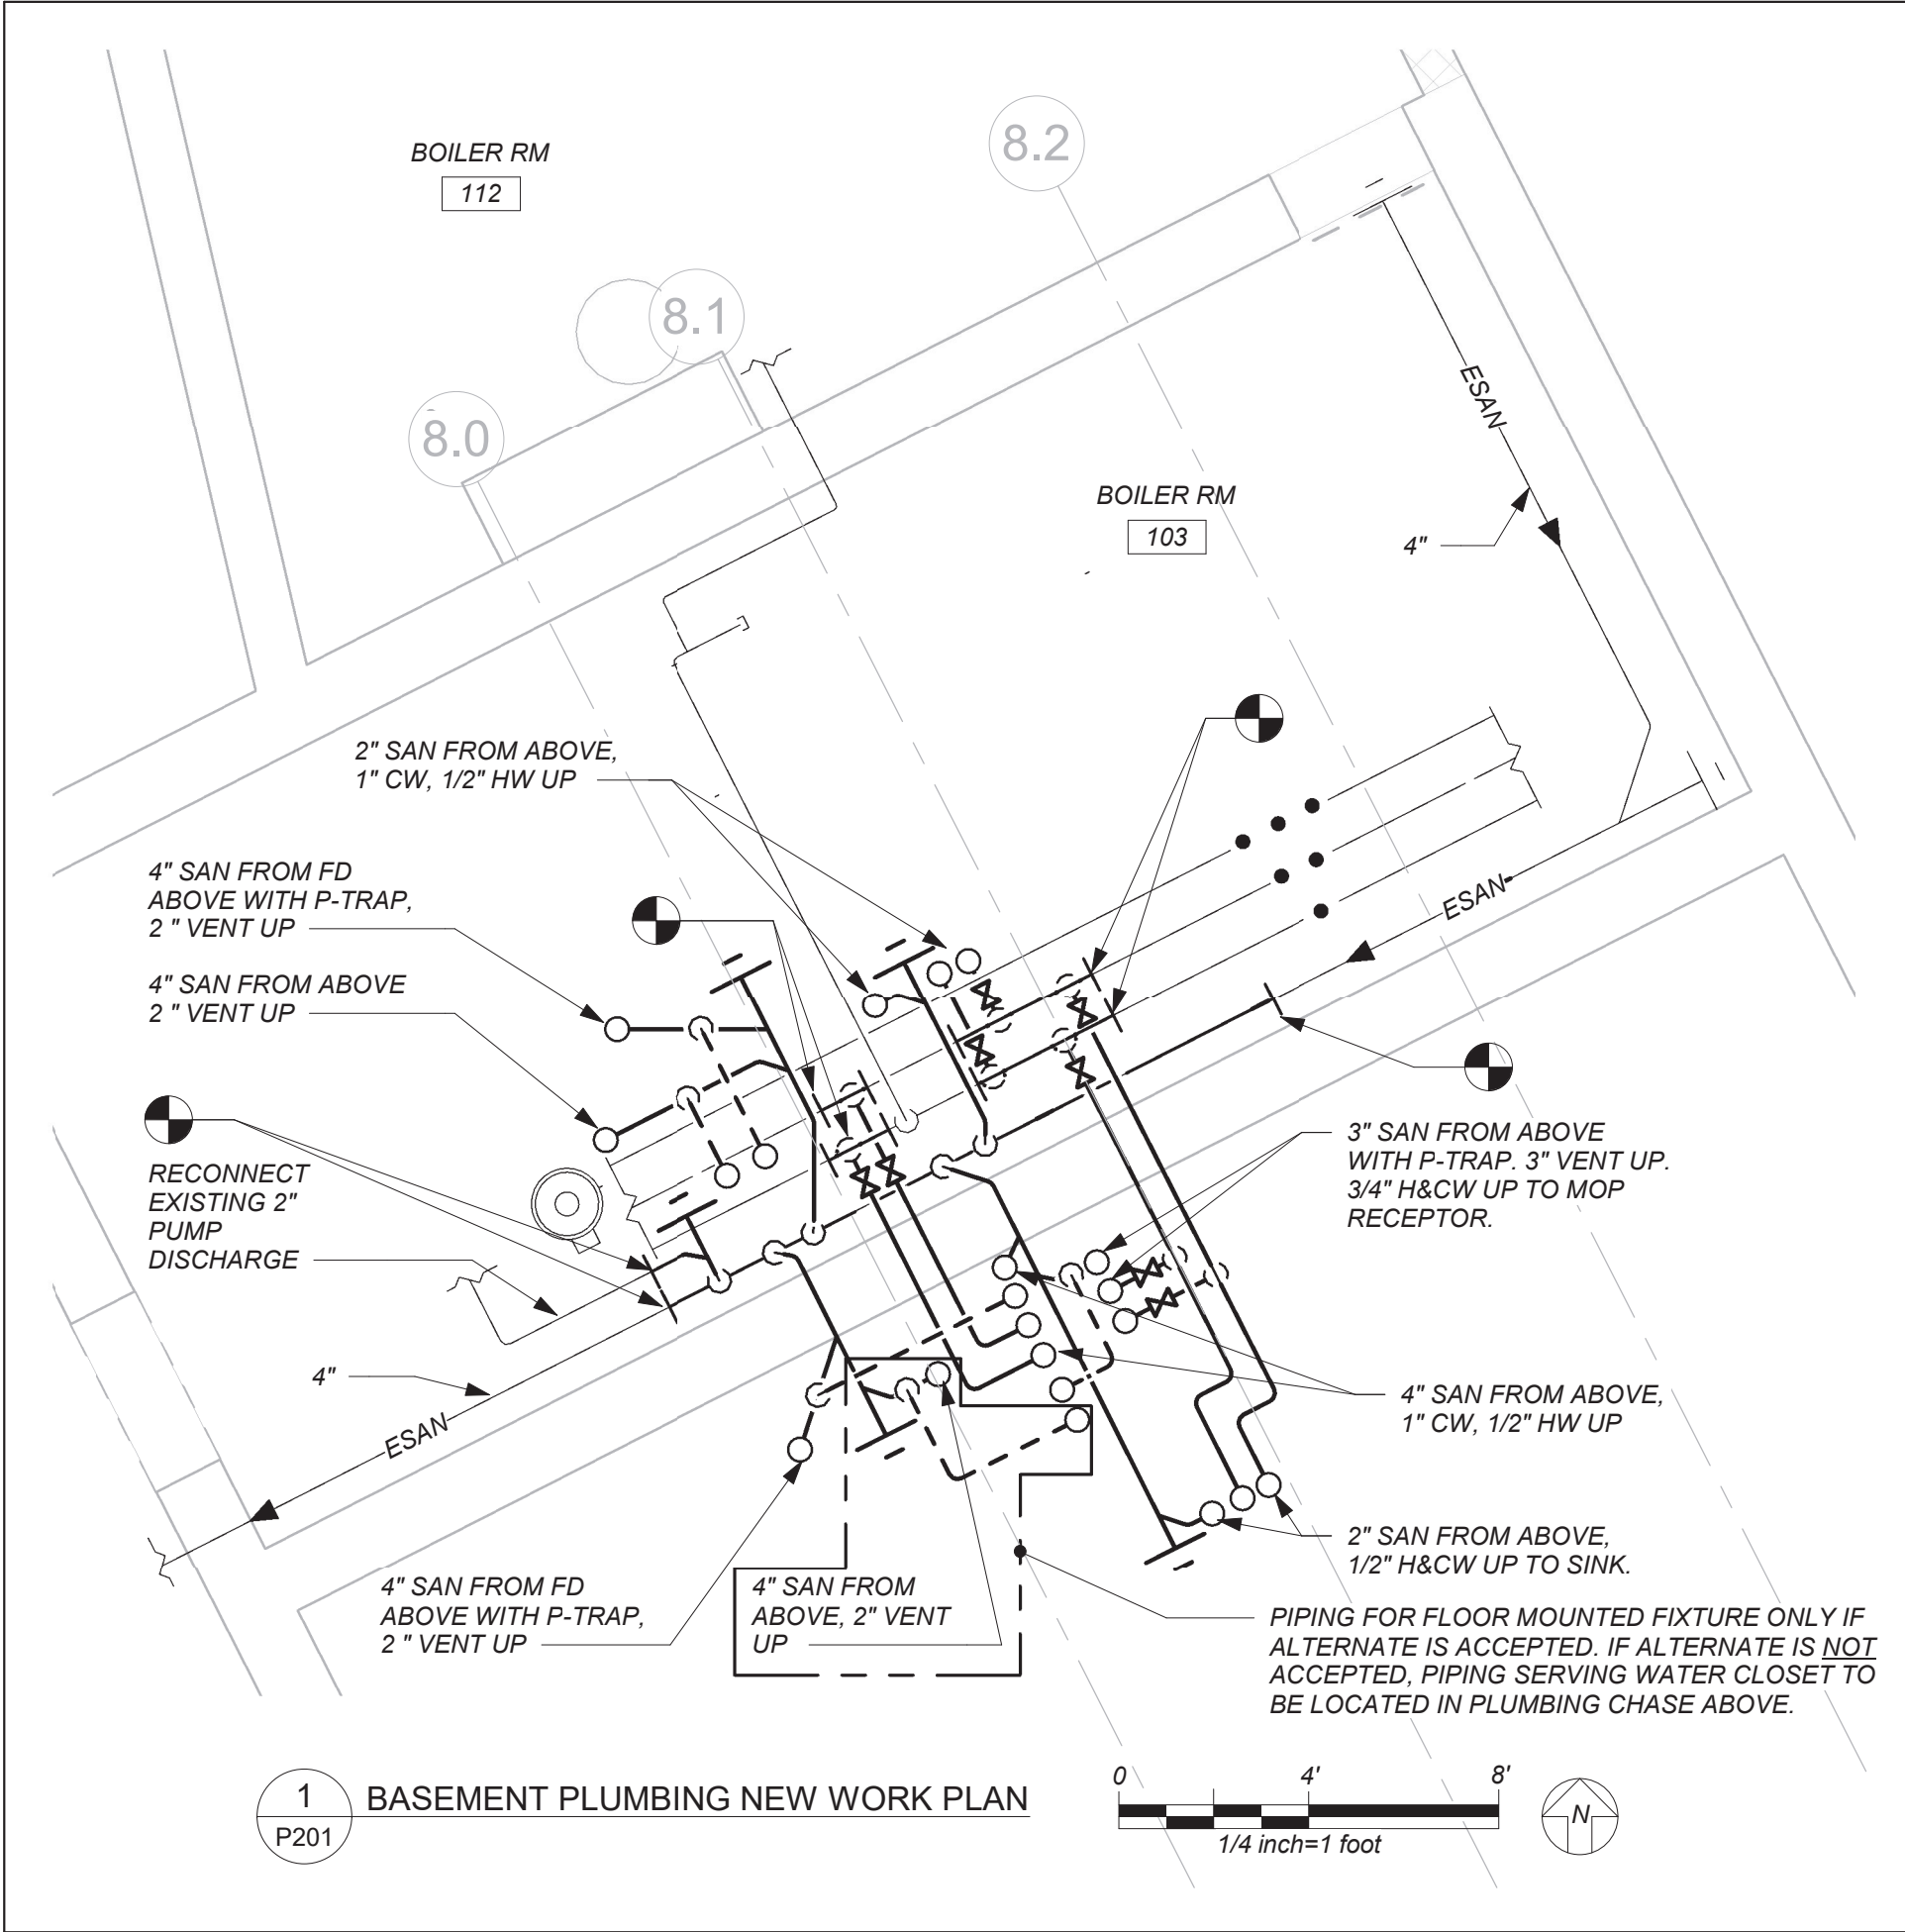 BOILER RM
112
8.2
8.1
8.0
ESAN
BOILER RM
103
4"
2" SAN FROM ABOVE,
1" CW, 1/2" HW UP
4" SAN FROM FD
ABOVE WITH P-TRAP,
2 " VENT UP
ESAN
4" SAN FROM ABOVE
2 " VENT UP
RECONNECT
EXISTING 2"
PUMP
DISCHARGE
3" SAN FROM ABOVE
WITH P-TRAP. 3" VENT UP.
3/4" H&CW UP TO MOP
RECEPTOR.
4"
ESAN
4" SAN FROM ABOVE,
1" CW, 1/2" HW UP
2" SAN FROM ABOVE,
1/2" H&CW UP TO SINK.
4" SAN FROM FD
ABOVE WITH P-TRAP,
2 " VENT UP
4" SAN FROM
ABOVE, 2" VENT
UP
PIPING FOR FLOOR MOUNTED FIXTURE ONLY IF
ALTERNATE IS ACCEPTED. IF ALTERNATE IS NOT
ACCEPTED, PIPING SERVING WATER CLOSET TO
BE LOCATED IN PLUMBING CHASE ABOVE.
1
P201
BASEMENT PLUMBING NEW WORK PLAN
0 4' 8'
1/4 inch=1 foot
N